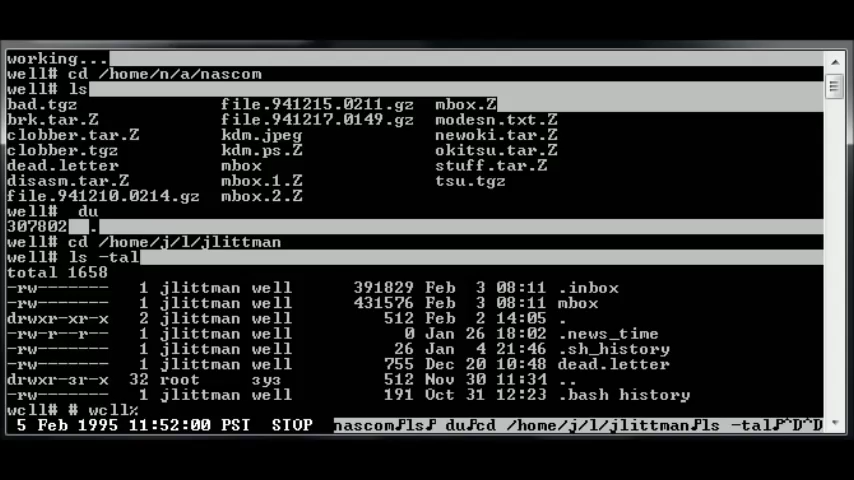 working...
well# cd /home/n/a/nascom
well# ls
bad.tgz file.941215.0211.gz mbox.Z
brk.tar.Z file.941217.0149.gz modesn.txt.Z
clobber.tar.Z kdm.jpeg newoki.tar.Z
clobber.tgz kdm.ps.Z okitsu.tar.Z
dead.letter mbox stuff.tar.Z
disasm.tar.Z mbox.1.Z tsu.tgz
file.941210.0214.gz mbox.2.Z
well#  du
307802 .
well# cd /home/j/l/jlittman
well# ls -tal
total 1658
-rw------- 1 jlittman well 391829 Feb 3 08:11 .inbox
-rw------- 1 jlittman well 431576 Feb 3 08:11 mbox
drwxr-xr-x 2 jlittman well 512 Feb 2 14:05 .
-rw-r--r-- 1 jlittman well 0 Jan 26 18:02 .news_time
-rw------- 1 jlittman well 26 Jan 4 21:46 .sh_history
-rw------- 1 jlittman well 755 Dec 20 10:48 dead.letter
drwxr-sr-x 32 root sys 512 Nov 30 11:34 ..
-rw------- 1 jlittman well 191 Oct 31 12:23 .bash history
well# # well%
5 Feb 1995 11:52:00 PST STOP nascom♪ls♪ du♪cd /home/j/l/jlittman♪ls -tal♪^D^D